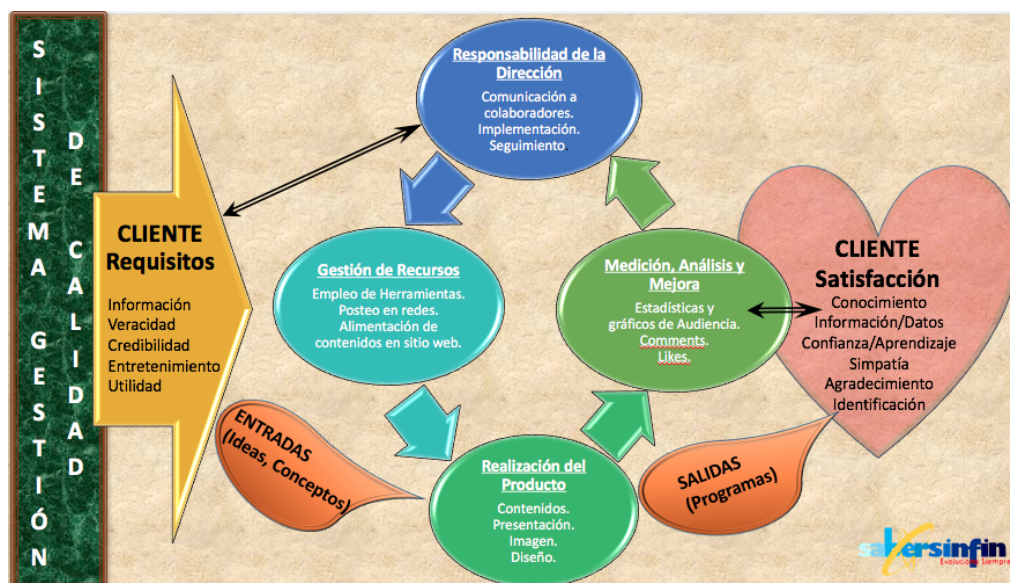 SISTEMA GESTIÓN
DE CALIDAD
CLIENTE
Requisitos
Información
Veracidad
Credibilidad
Entretenimiento
Utilidad
Responsabilidad de la
Dirección
Comunicación a
colaboradores.
Implementación.
Seguimiento.
Gestión de Recursos
Empleo de Herramientas.
Posteo en redes.
Alimentación de
contenidos en sitio web.
Medición, Análisis y
Mejora
Estadísticas y
gráficos de Audiencia.
Comments.
Likes.
CLIENTE
Satisfacción
Conocimiento
Información/Datos
Confianza/Aprendizaje
Simpatía
Agradecimiento
Identificación
ENTRADAS
(Ideas, Conceptos)
Realización del
Producto
Contenidos.
Presentación.
Imagen.
Diseño.
SALIDAS
(Programas)
sabersinfin
Evoluciona Siempre